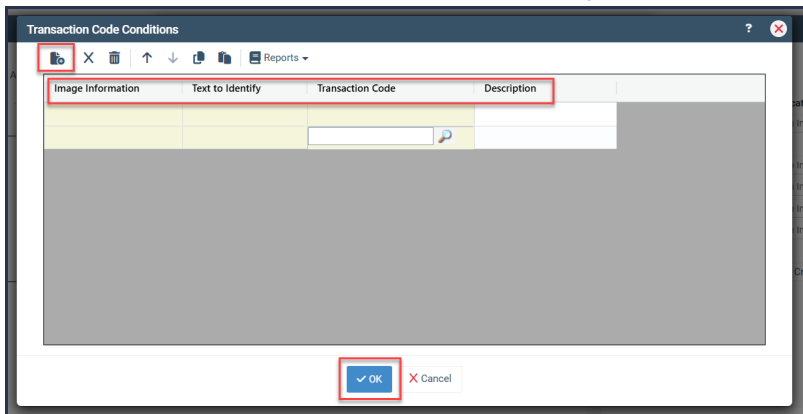 Transaction Code Conditions ?
Reports
Image Information Text to Identify Transaction Code Description
OK Cancel